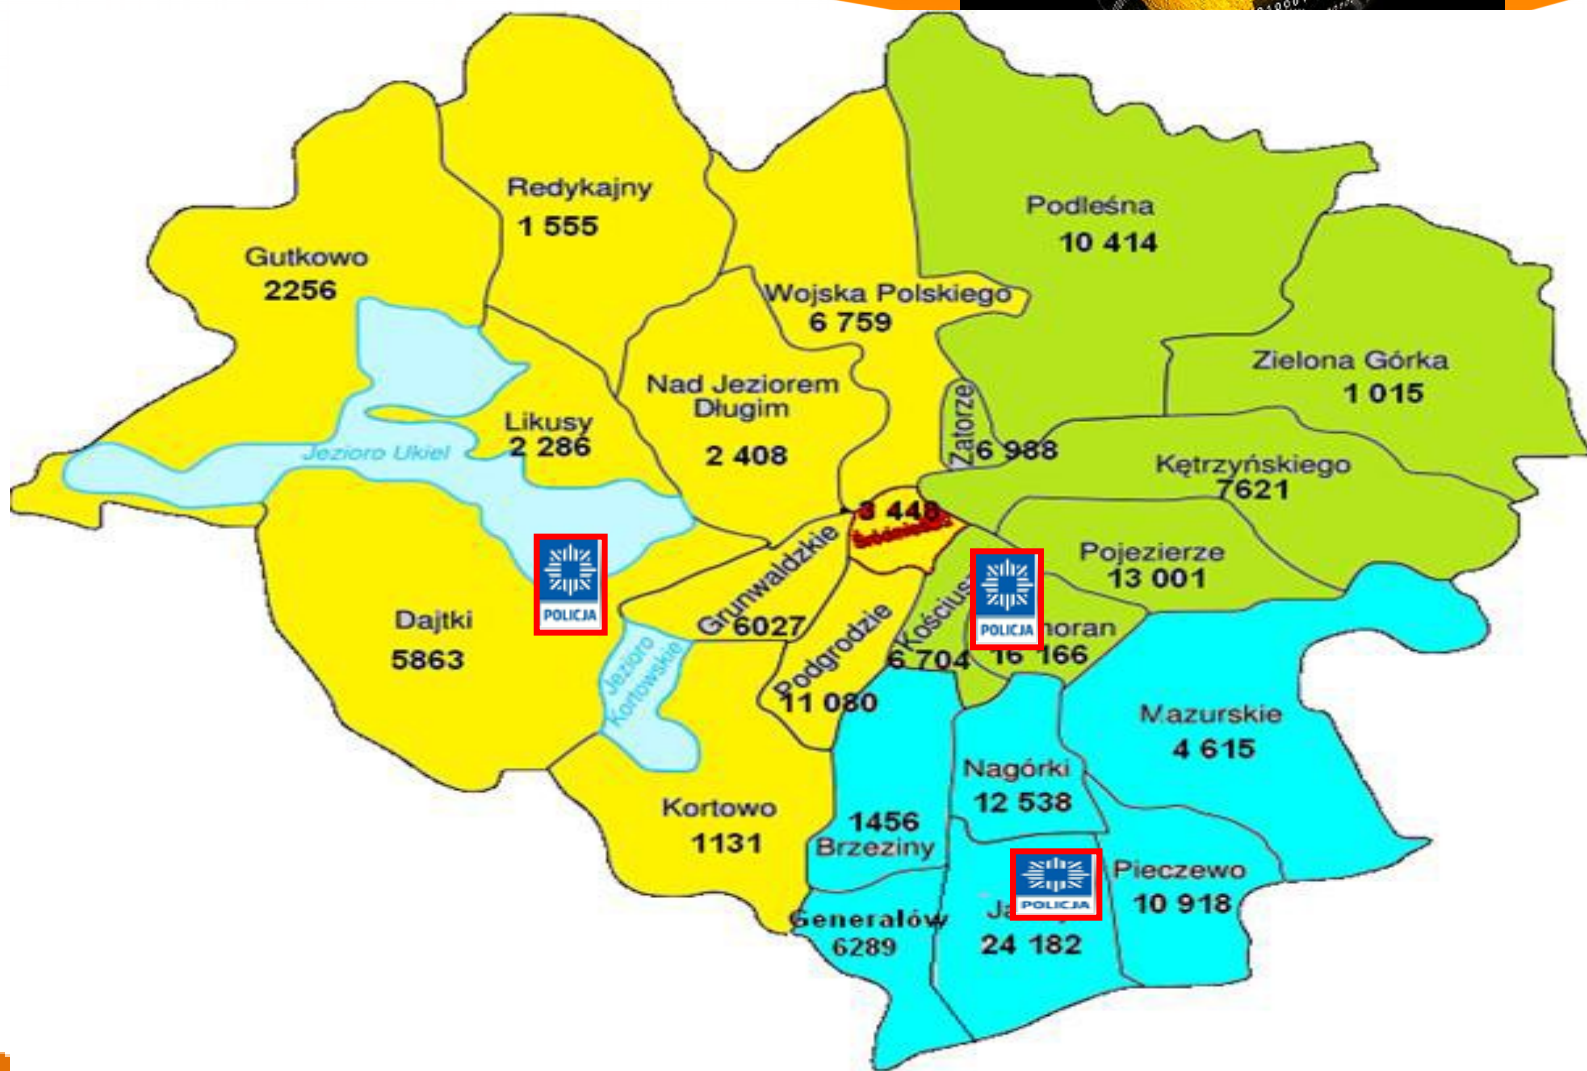 Redykajny
1 555
Podleśna
10 414
Gutkowo
2256
Wojska Polskiego
6 759
Zielona Górka
1 015
Nad Jeziorem
Długim
2 408
Likusy
2 286
Jezioro Ukiel
Zatorze
6 988
Kętrzyńskiego
7621
3 448
Pojezierze
13 001
Grunwaldzkie
6027
POLICJA
Dajtki
5863
Jezioro
Kortowskie
Podgrodzie
11 080
6 704
POLICJA
16 166
Mazurskie
4 615
Nagórki
12 538
Kortowo
1131
1456
Brzeziny
Pieczewo
10 918
POLICJA
24 182
Generałów
6289